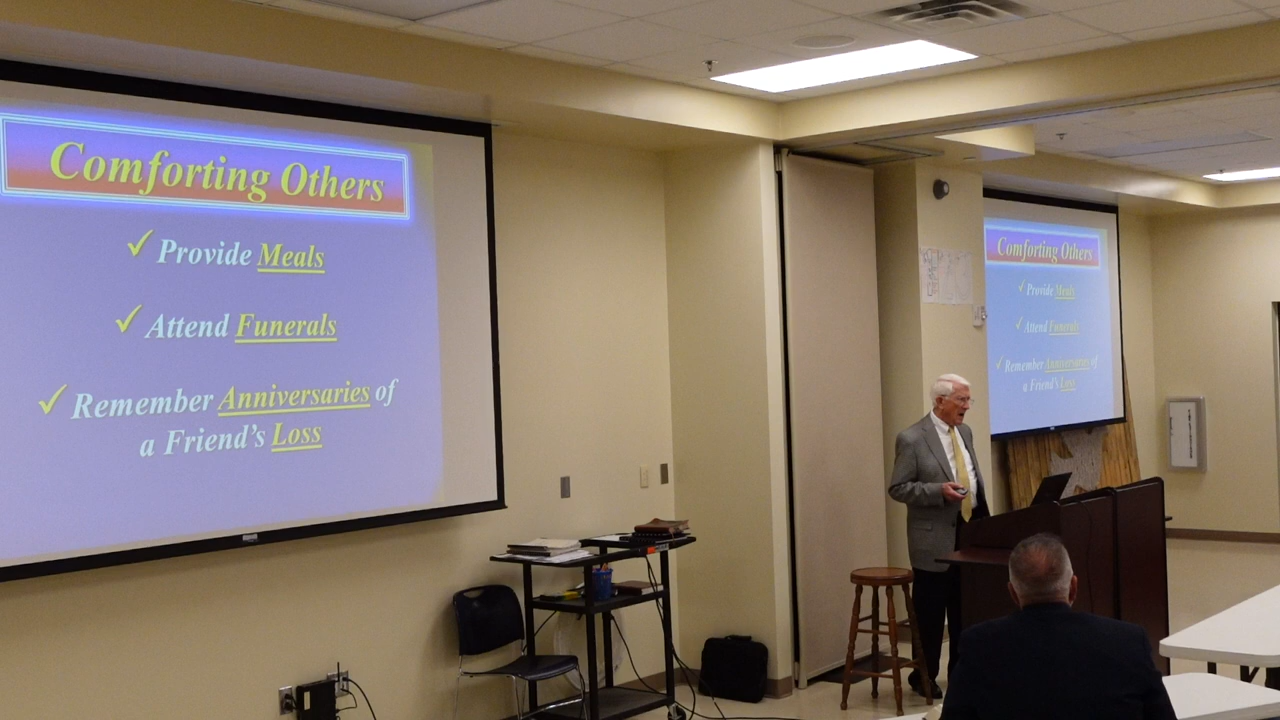 Comforting Others
✓ Provide Meals
✓ Attend Funerals
✓ Remember Anniversaries of
a Friend's Loss
Comforting Others
✓ Provide Meals
✓ Attend Funerals
✓ Remember Anniversaries of
a Friend's Loss